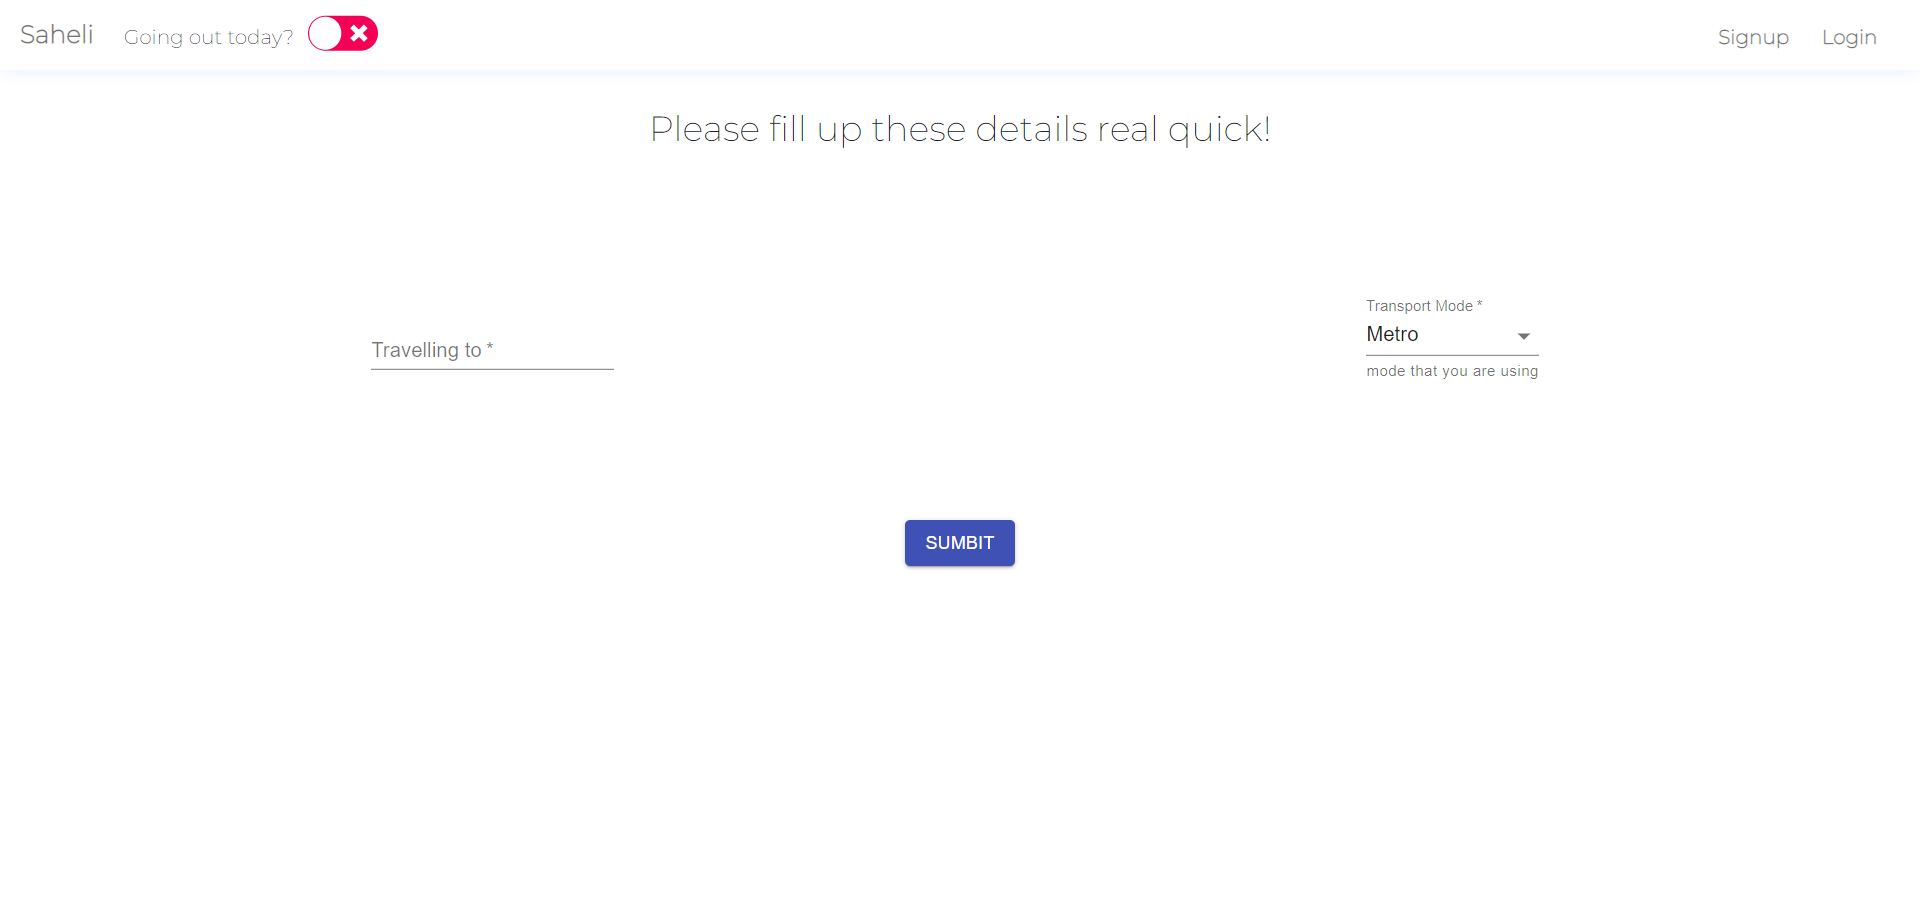 Saheli Going out today? Signup Login
Please fill up these details real quick!
Transport Mode *
Metro
Travelling to *
mode that you are using
SUMBIT